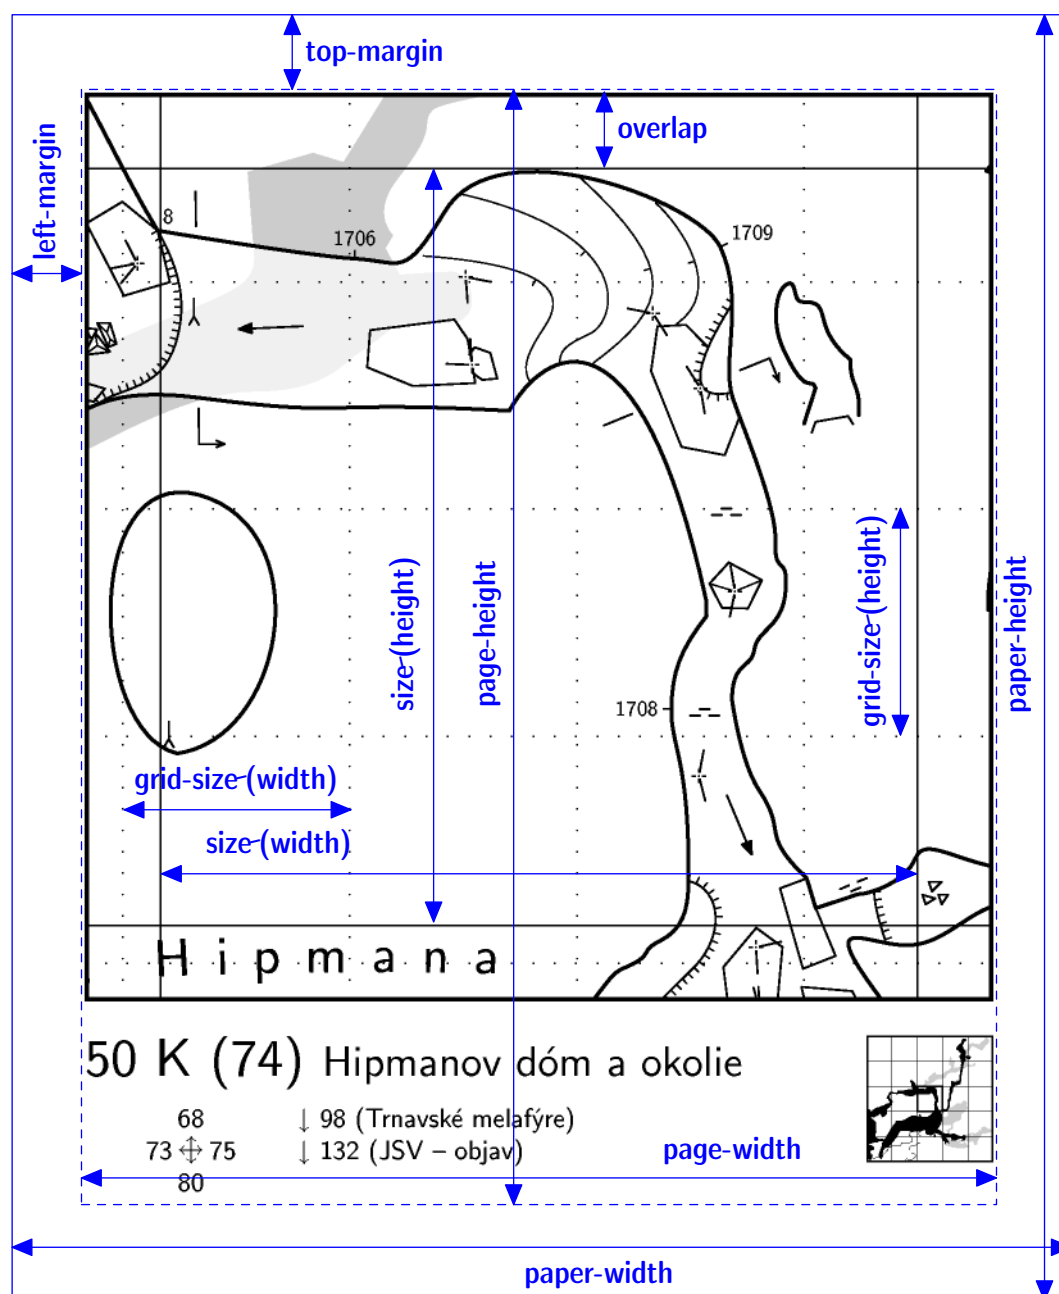 top-margin
overlap
left-margin
8
1706
1709
size (height)
page-height
grid-size (height)
paper-height
1708
grid-size (width)
size (width)
Hipmana
50 K (74) Hipmanov dóm a okolie
68
↓ 98 (Trnavské melafýre)
73 75
↓ 132 (JSV – objav)
80
page-width
paper-width